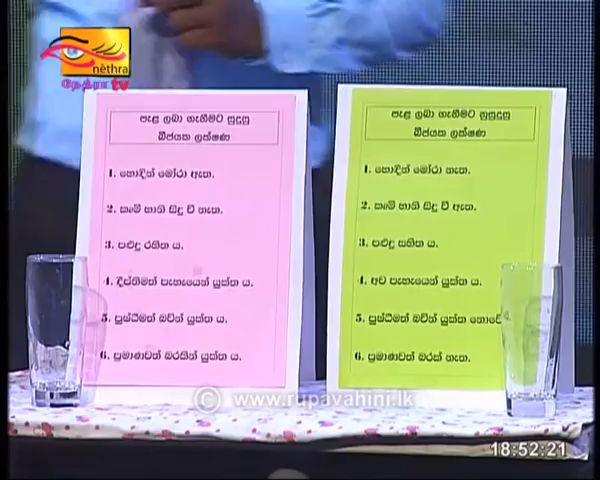 nēthra
நேத்ரா tv
පැළ ලබා ගැනීමට සුදුසු
බීජයක ලක්ෂණ
1. හොඳින් මෝරා ඇත.
2. කෘමි හානි සිදු වී නැත.
3. පළුදු රහිත ය.
4. දීප්තිමත් පැහැයෙන් යුක්ත ය.
5. පුෂ්ඨිමත් බවින් යුක්ත ය.
6. ප්‍රමාණවත් බරකින් යුක්ත ය.
පැළ ලබා ගැනීමට නුසුදුසු
බීජයක ලක්ෂණ
1. හොඳින් මෝරා නැත.
2. කෘමි හානි සිදු වී ඇත.
3. පළුදු සහිත ය.
4. අව පැහැයෙන් යුක්ත ය.
5. පුෂ්ඨිමත් බවින් යුක්ත නොවේ
6. ප්‍රමාණවත් බරක් නැත.
© www.rupavahini.lk
18:52:21